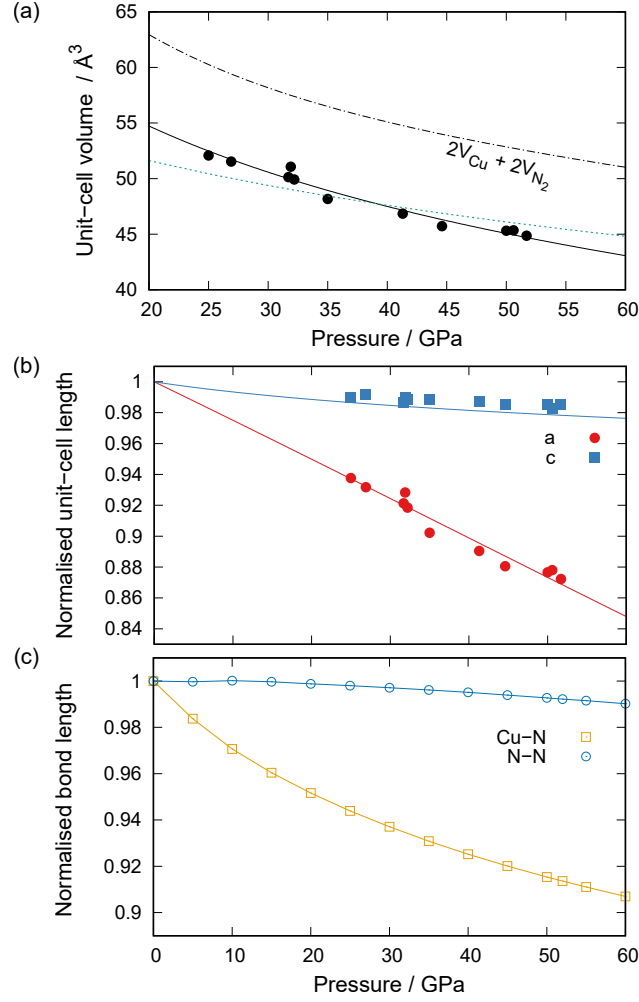 (a)
65
60
55
50
45
40
Unit−cell volume / Å³
2V_Cu + 2V_N₂
20 25 30 35 40 45 50 55 60
Pressure / GPa
(b)
1
0.98
0.96
0.94
0.92
0.9
0.88
0.86
0.84
Normalised unit−cell length
a
c
(c)
1
0.98
0.96
0.94
0.92
0.9
Normalised bond length
Cu−N
N−N
0 10 20 30 40 50 60
Pressure / GPa